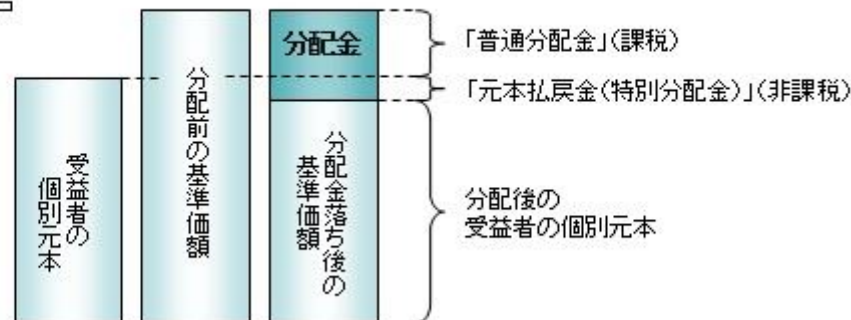 受益者の
個別元本
分配前の基準価額
分配金
分配金落ち後の
基準価額
「普通分配金」(課税)
「元本払戻金(特別分配金)」(非課税)
分配後の
受益者の個別元本